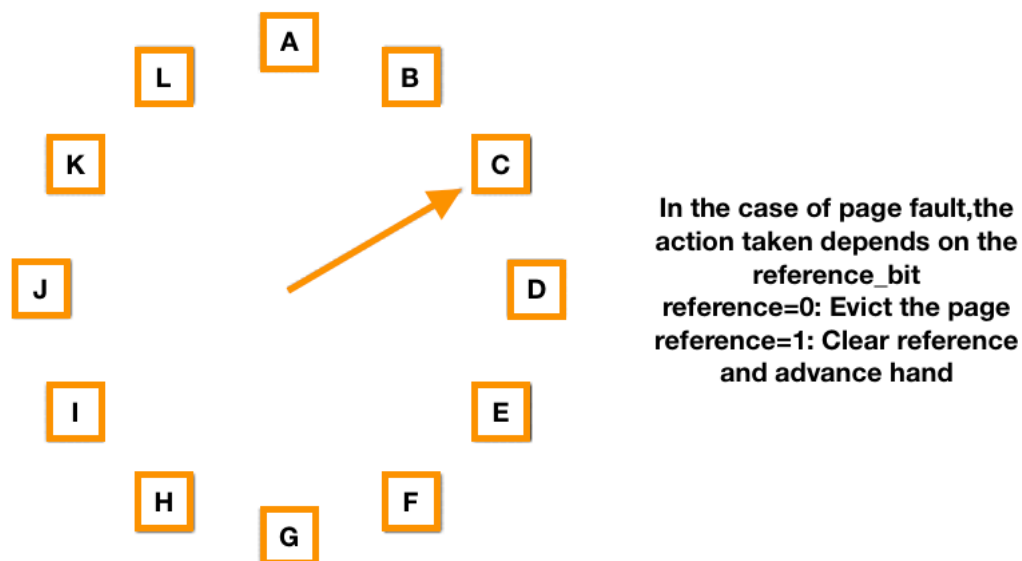 A
B
C
D
E
F
G
H
I
J
K
L
In the case of page fault,the
action taken depends on the
reference_bit
reference=0: Evict the page
reference=1: Clear reference
and advance hand